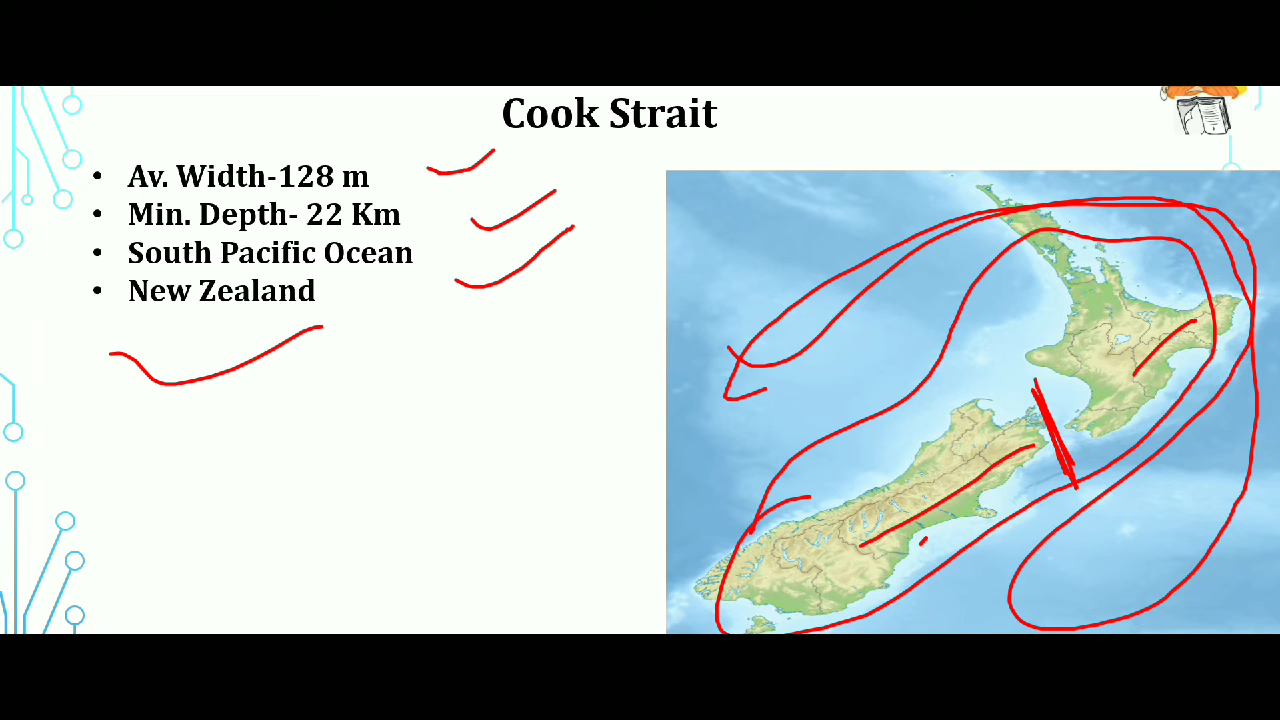 Cook Strait
• Av. Width-128 m
• Min. Depth- 22 Km
• South Pacific Ocean
• New Zealand